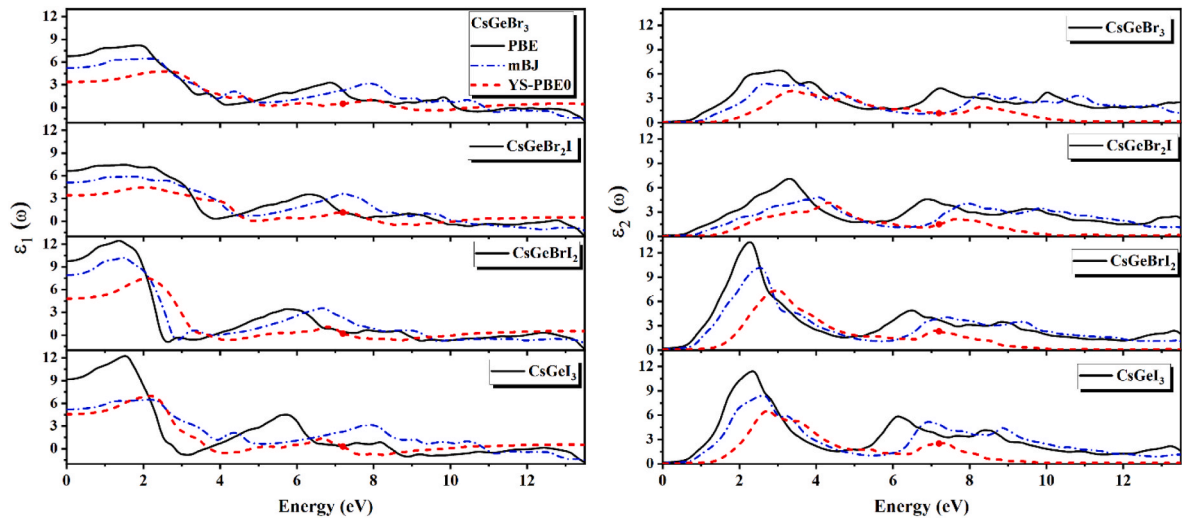 12
9
6
3
0
CsGeBr₃
PBE
mBJ
YS-PBE0
12
9
6
3
0
CsGeBr₂I
12
9
6
3
0
CsGeBrI₂
12
9
6
3
0
CsGeI₃
0 2 4 6 8 10 12
Energy (eV)
ε₁ (ω)
12
9
6
3
0
CsGeBr₃
12
9
6
3
0
CsGeBr₂I
12
9
6
3
0
CsGeBrI₂
12
9
6
3
0
CsGeI₃
0 2 4 6 8 10 12
Energy (eV)
ε₂ (ω)